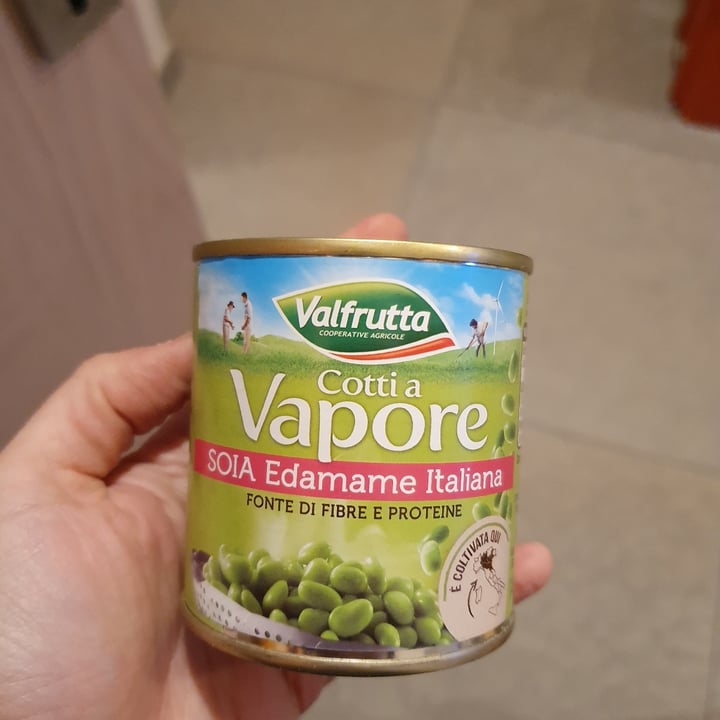 Valfrutta
COOPERATIVE AGRICOLE
Cotti a
Vapore
SOIA Edamame Italiana
FONTE DI FIBRE E PROTEINE
È COLTIVATA QUI